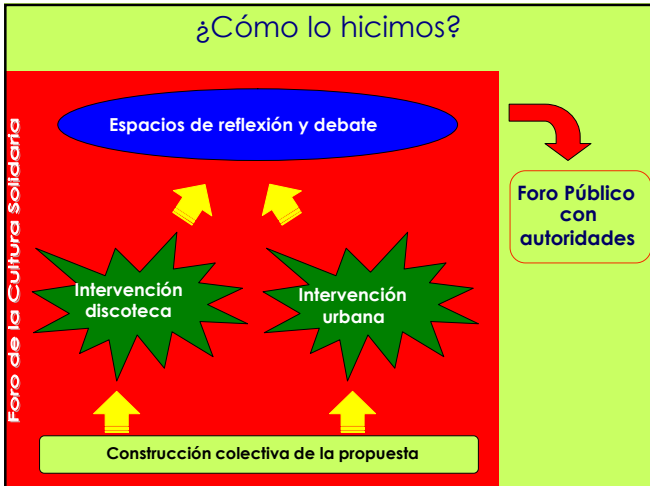 ¿Cómo lo hicimos?
Foro de la Cultura Solidaria
Espacios de reflexión y debate
Foro Público
con
autoridades
Intervención
discoteca
Intervención
urbana
Construcción colectiva de la propuesta